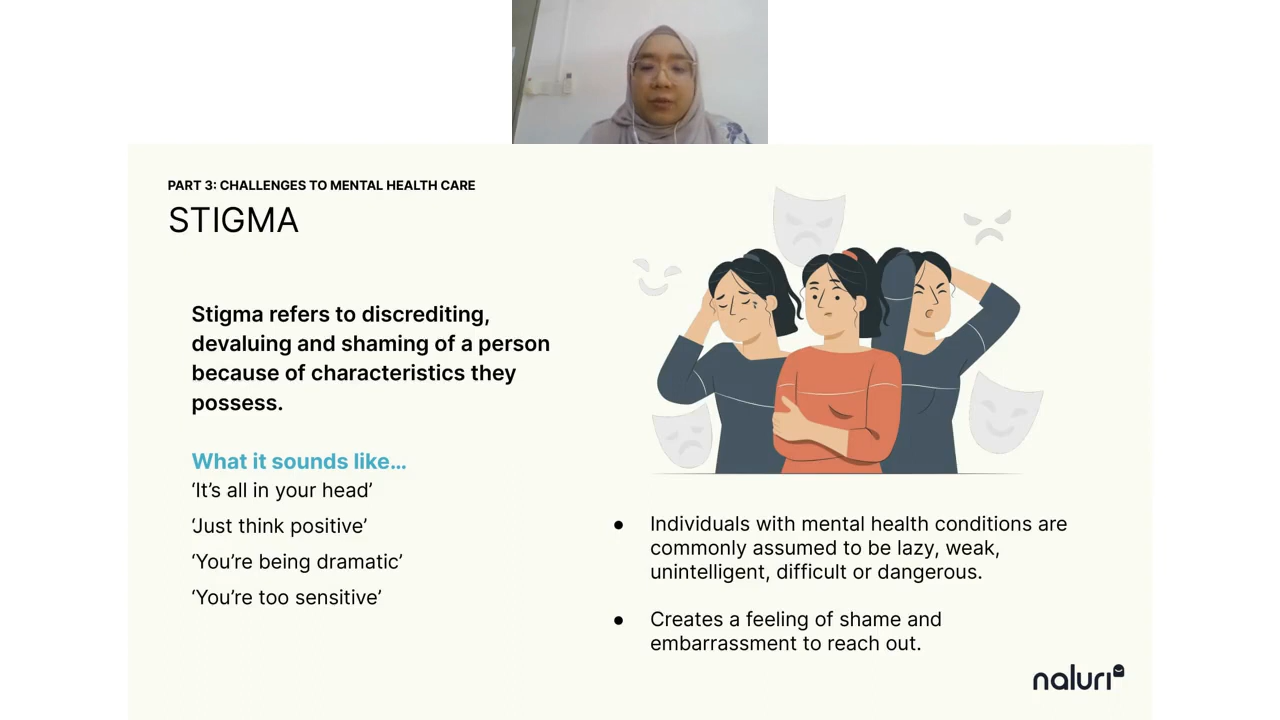 PART 3: CHALLENGES TO MENTAL HEALTH CARE
STIGMA
Stigma refers to discrediting,
devaluing and shaming of a person
because of characteristics they
possess.
What it sounds like...
‘It’s all in your head’
‘Just think positive’
‘You’re being dramatic’
‘You’re too sensitive’
● Individuals with mental health conditions are
commonly assumed to be lazy, weak,
unintelligent, difficult or dangerous.
● Creates a feeling of shame and
embarrassment to reach out.
naluri